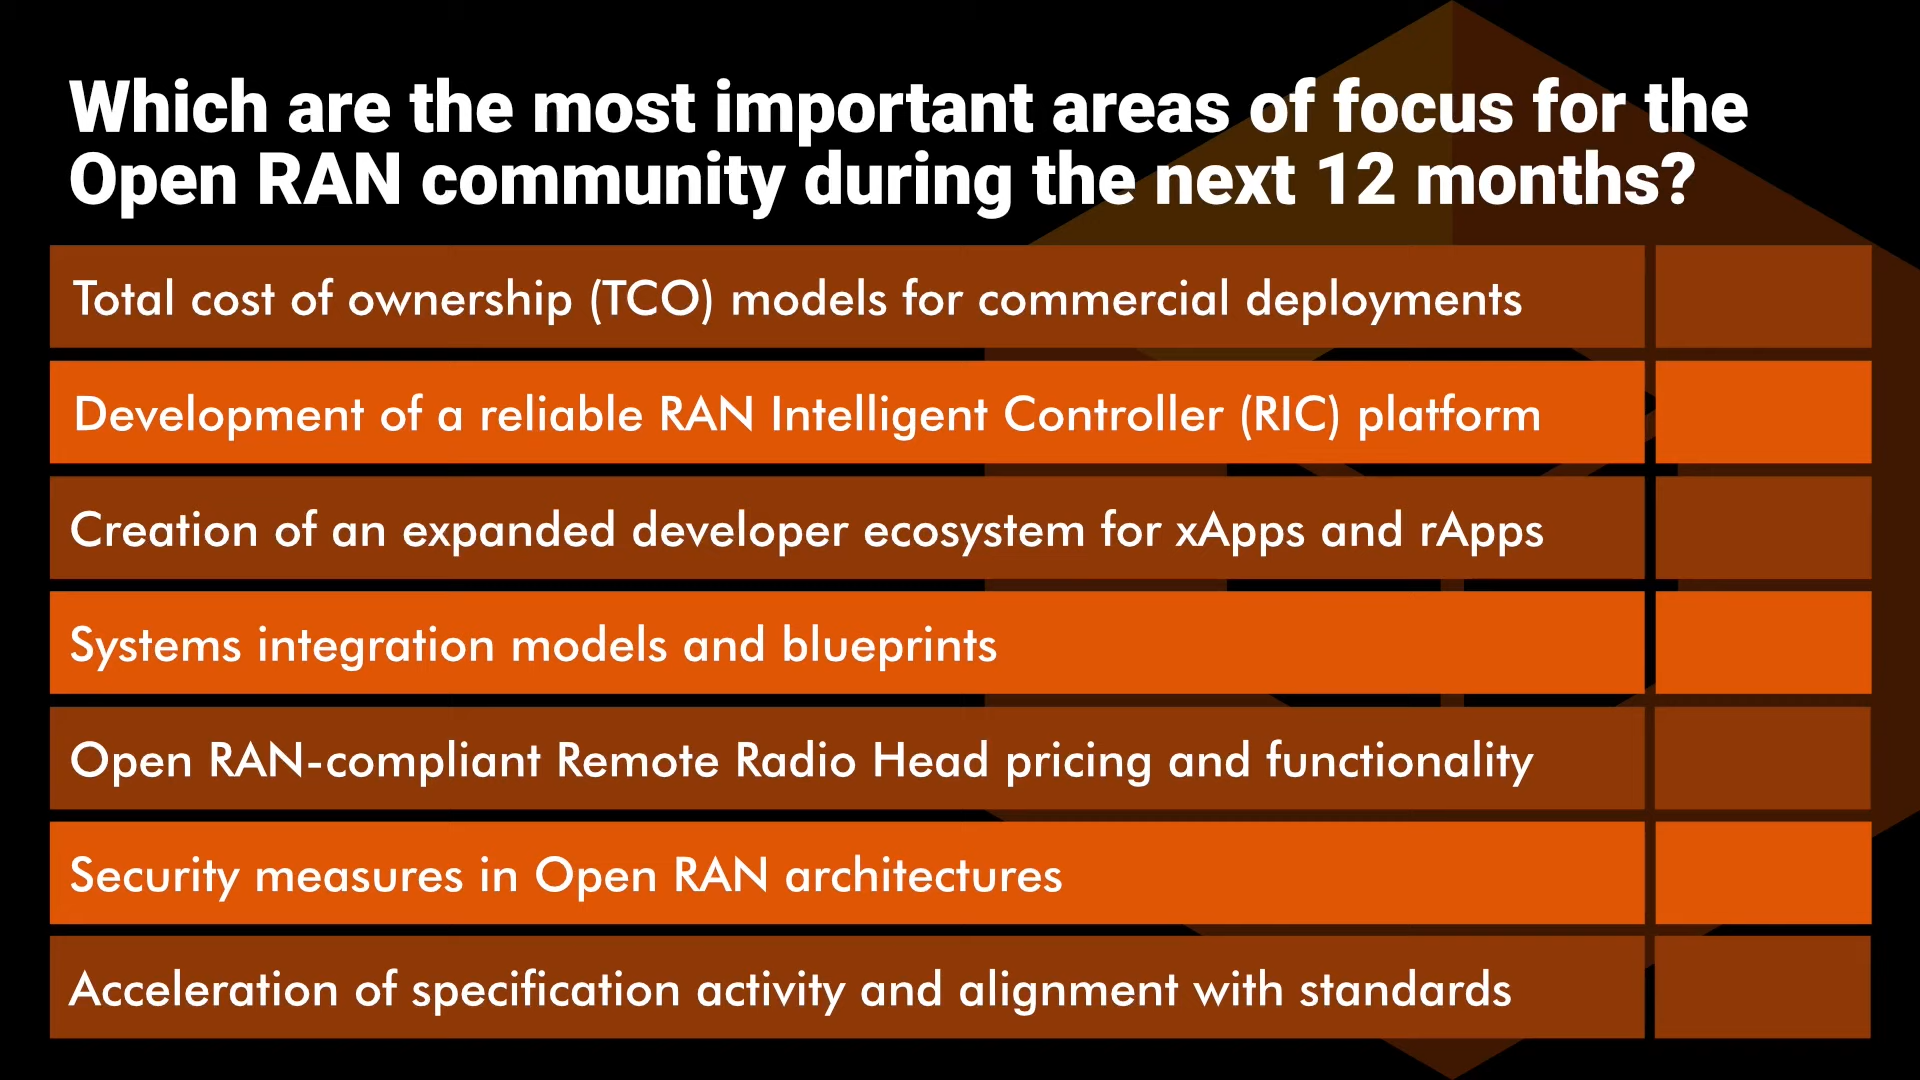 Which are the most important areas of focus for the
Open RAN community during the next 12 months?
Total cost of ownership (TCO) models for commercial deployments
Development of a reliable RAN Intelligent Controller (RIC) platform
Creation of an expanded developer ecosystem for xApps and rApps
Systems integration models and blueprints
Open RAN-compliant Remote Radio Head pricing and functionality
Security measures in Open RAN architectures
Acceleration of specification activity and alignment with standards